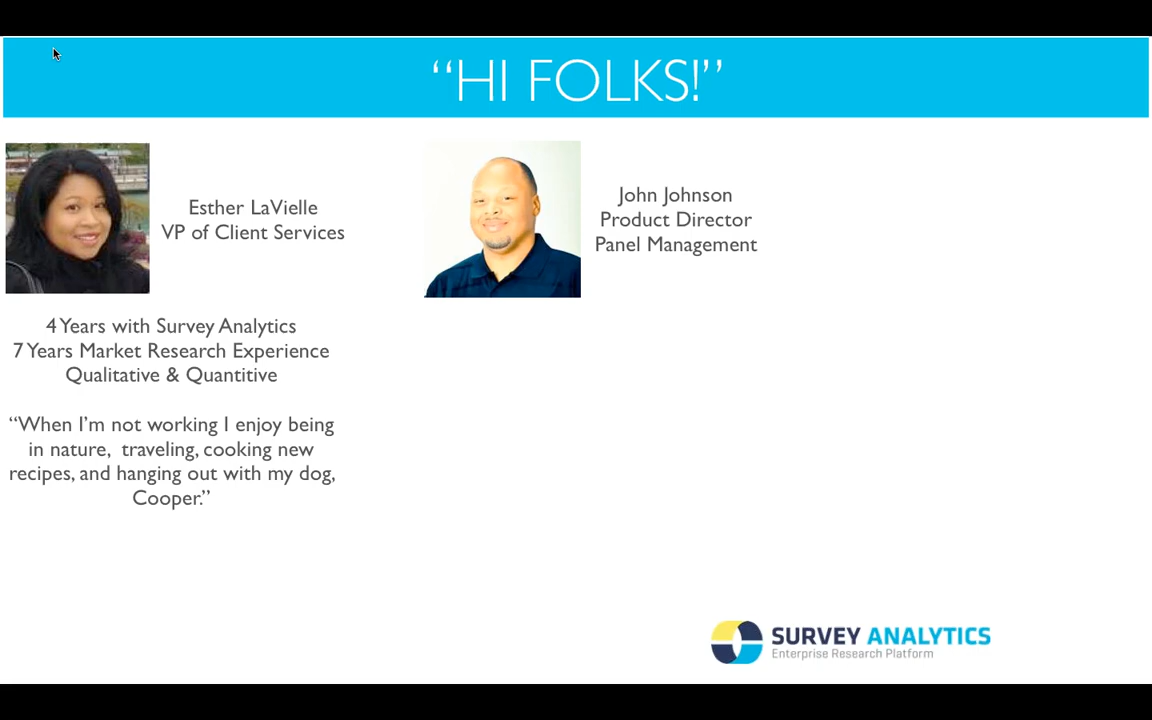 “HI FOLKS!”
Esther LaVielle
VP of Client Services
John Johnson
Product Director
Panel Management
4 Years with Survey Analytics
7 Years Market Research Experience
Qualitative & Quantitive
“When I’m not working I enjoy being
in nature,  traveling, cooking new
recipes, and hanging out with my dog,
Cooper.”
SURVEY ANALYTICS
Enterprise Research Platform